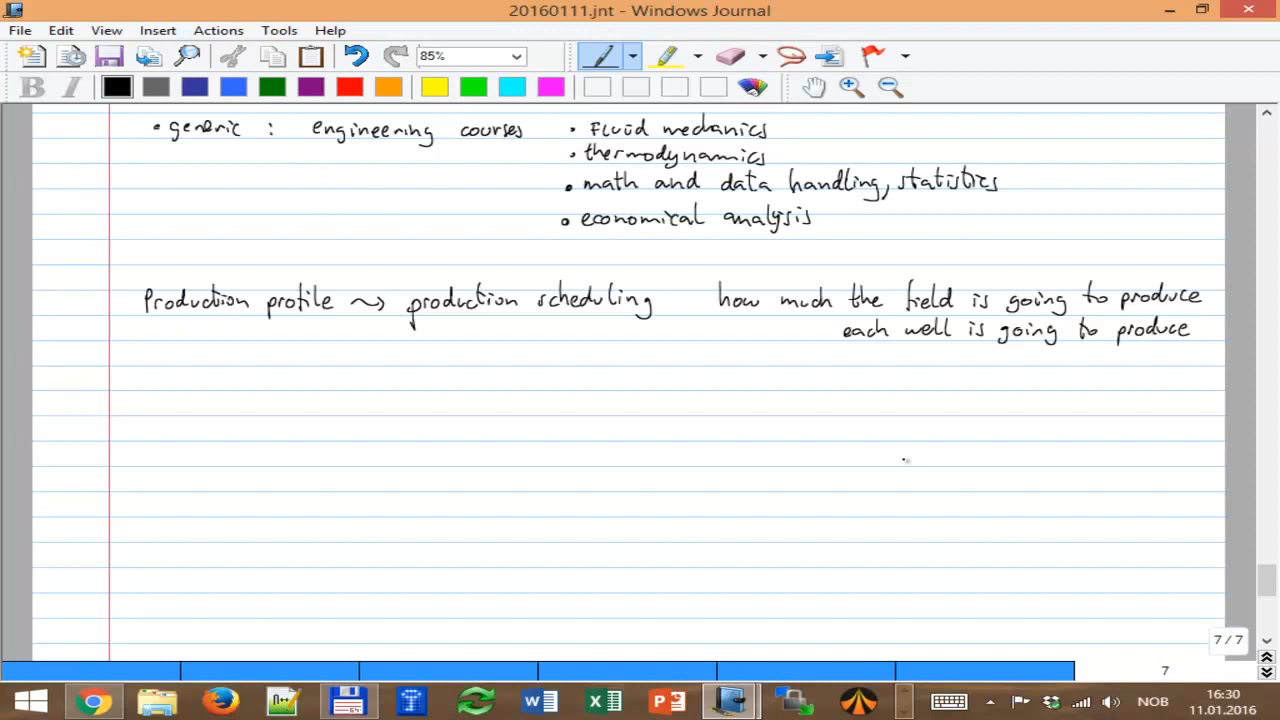 20160111.jnt - Windows Journal
File Edit View Insert Actions Tools Help
85%
B I
• generic : engineering courses • Fluid mechanics
• thermodynamics
• math and data handling, statistics
• economical analysis
Production profile ⤳ production scheduling how much the field is going to produce
each well is going to produce
7 / 7
7
NOB
16:30
11.01.2016